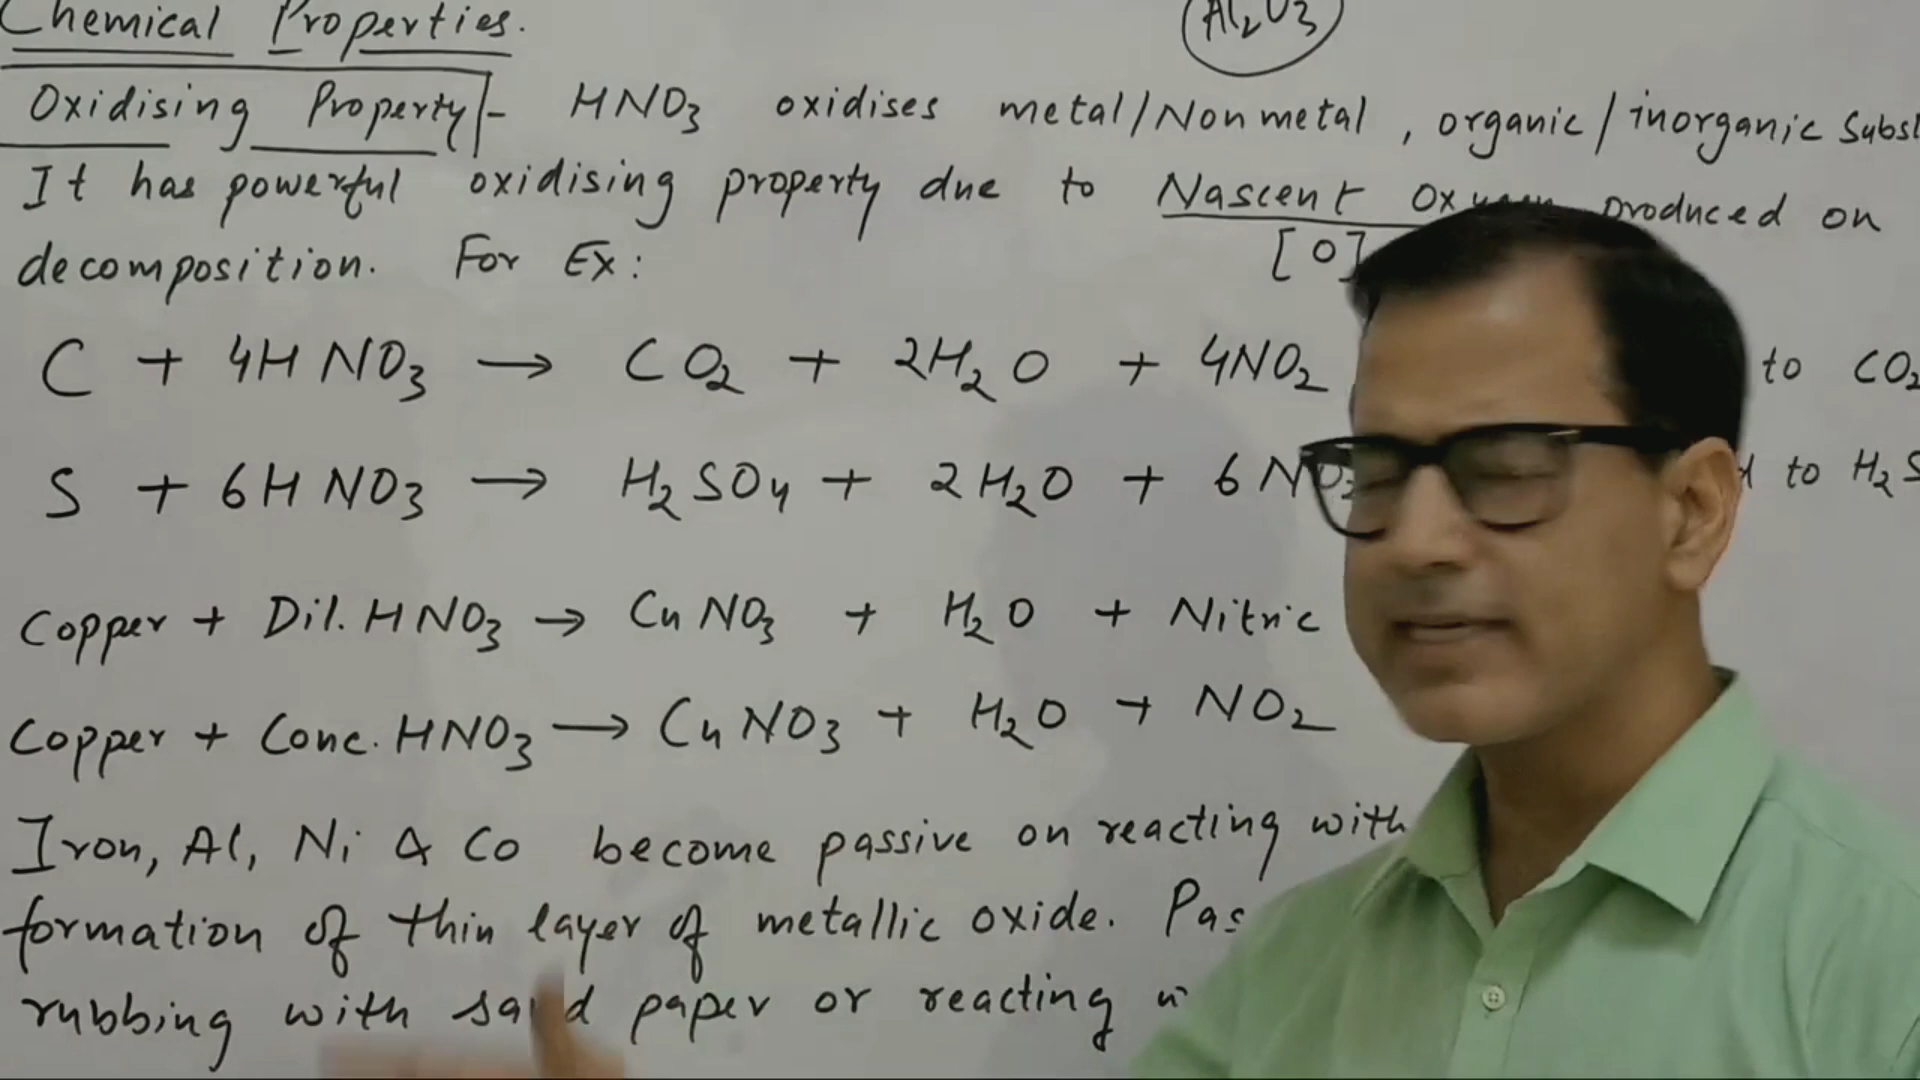 Chemical Properties.
Al2O3
Oxidising Property :- HNO3 oxidises metal/Nonmetal, organic/inorganic
It has powerful oxidising property due to Nascent produced on
[O]
decomposition. For Ex:
C + 4HNO3 → CO2 + 2H2O + 4NO2 to CO2
S + 6HNO3 → H2SO4 + 2H2O + 6NO2 to
Copper + Dil. HNO3 → CuNO3 + H2O + Nitric
Copper + Conc. HNO3 → CuNO3 + H2O + NO2
Iron, Al, Ni & Co become passive on reacting with
formation of thin layer of metallic oxide.
rubbing with sand paper or reacting